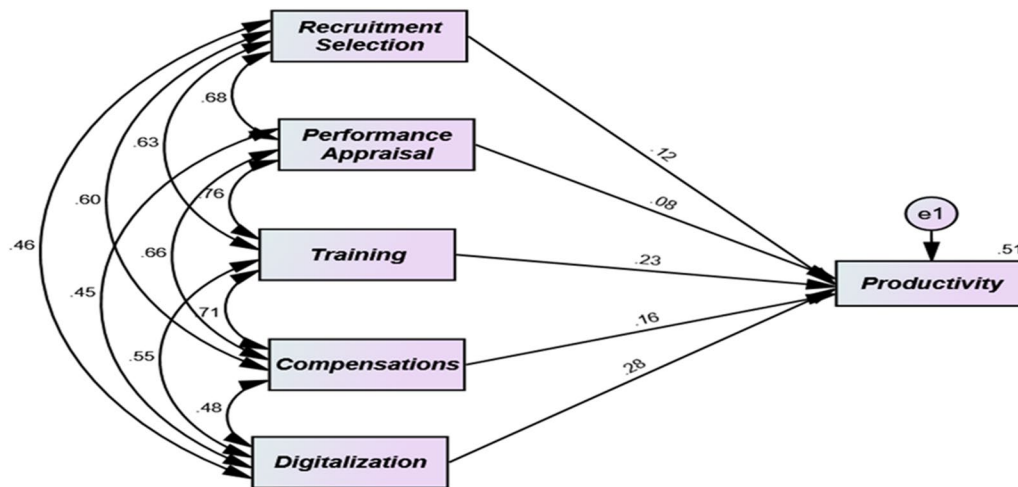 Recruitment
Selection
.68
Performance
Appraisal
.12
.63
.08
.76
.60
e1
.46
Training
.66
.23
.51
Productivity
.45
.71
.16
.55
Compensations
.28
.48
Digitalization